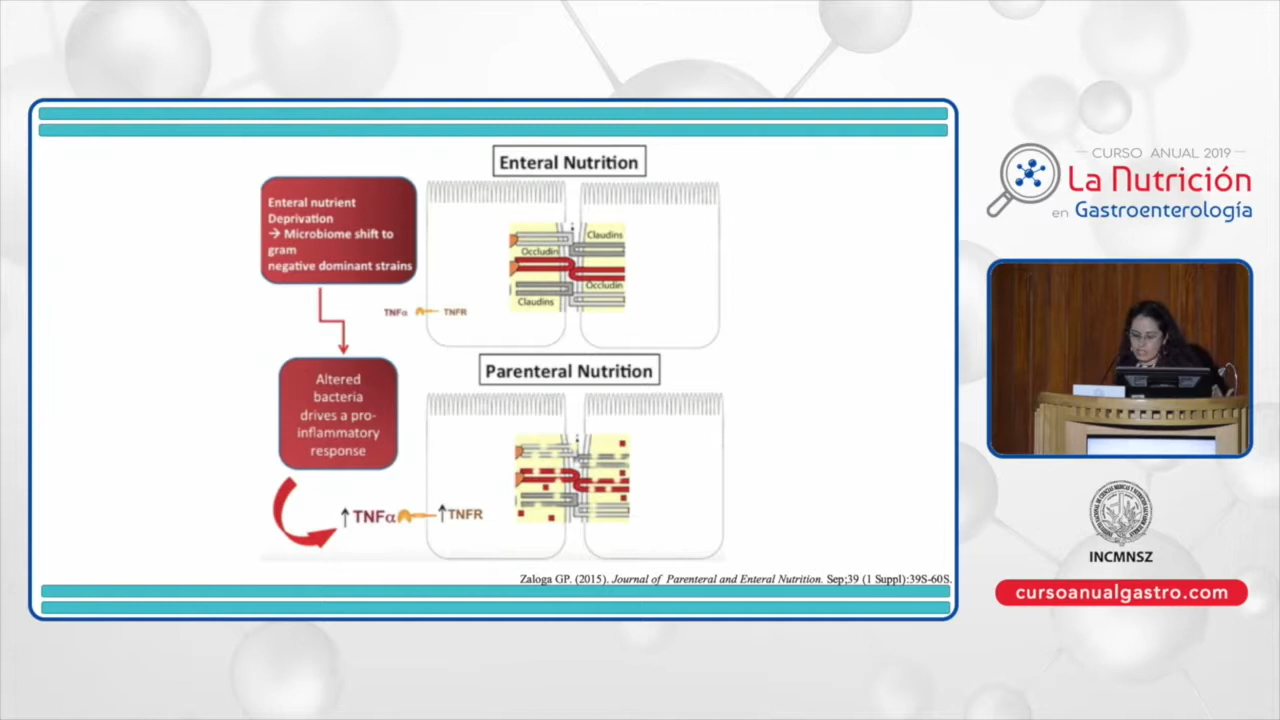 Enteral Nutrition
Enteral nutrient
Deprivation
→ Microbiome shift to
gram
negative dominant strains
Claudins
Occludin
Occludin
Claudins
TNFα
TNFR
Parenteral Nutrition
Altered
bacteria
drives a pro-
inflammatory
response
↑TNFα
↑TNFR
Zaloga GP. (2015). Journal of Parenteral and Enteral Nutrition. Sep;39 (1 Suppl):39S-60S.
CURSO ANUAL 2019
La Nutrición
en Gastroenterología
INCMNSZ
cursoanualgastro.com